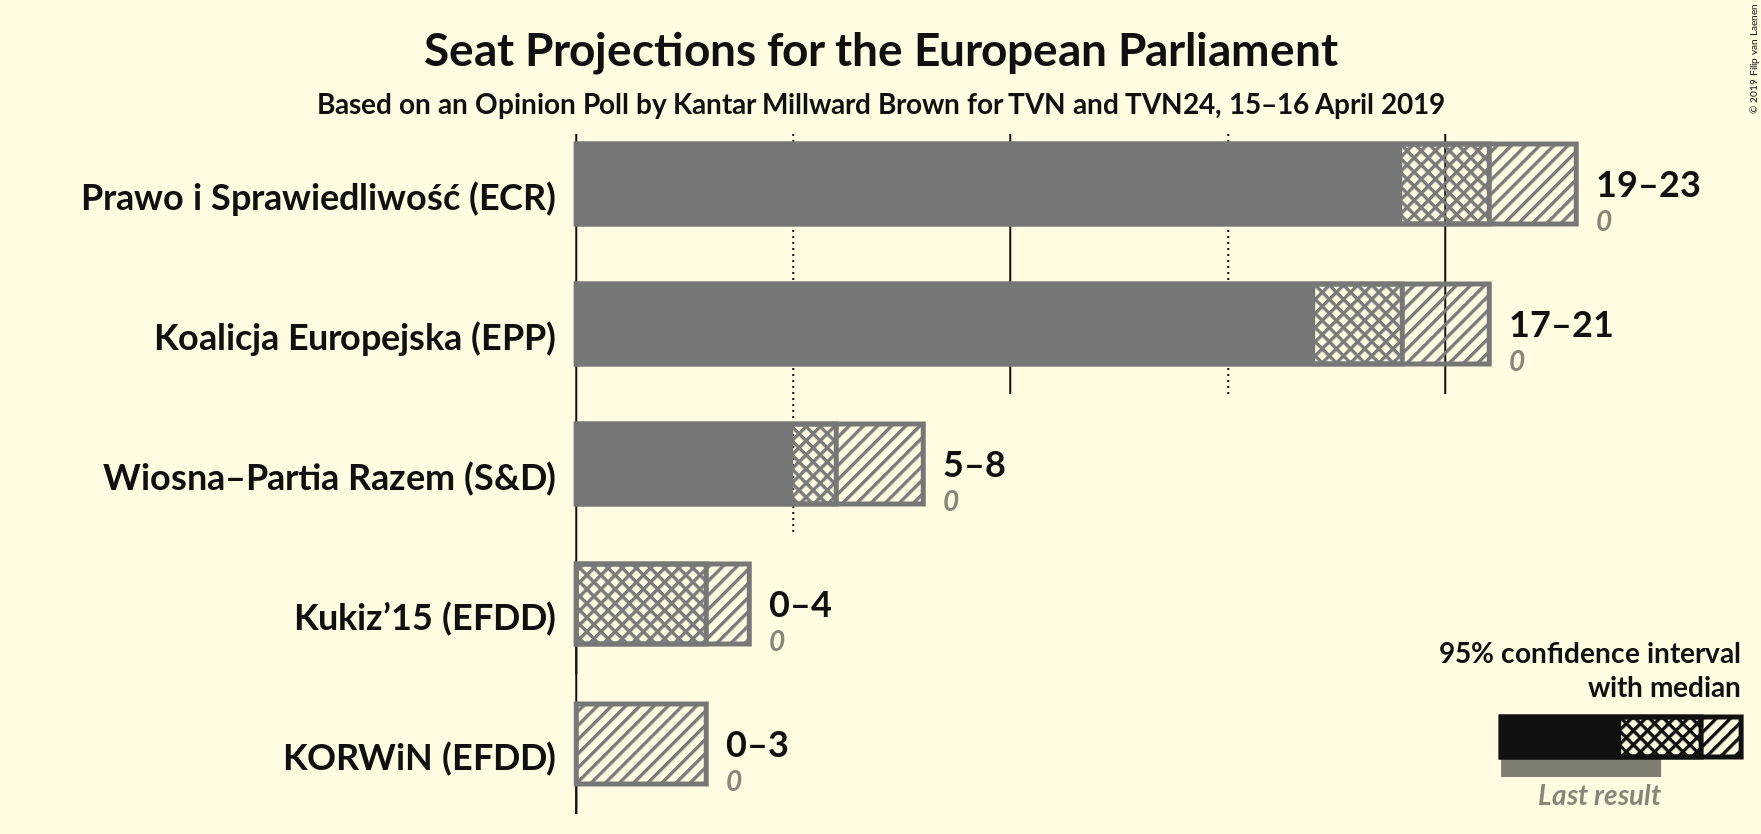 Seat Projections for the European Parliament
Based on an Opinion Poll by Kantar Millward Brown for TVN and TVN24, 15–16 April 2019
© 2019 Filip van Laenen
Prawo i Sprawiedliwość (ECR)
19–23
0
Koalicja Europejska (EPP)
17–21
0
Wiosna–Partia Razem (S&D)
5–8
0
Kukiz’15 (EFDD)
0–4
0
KORWiN (EFDD)
0–3
0
95% confidence interval
with median
Last result